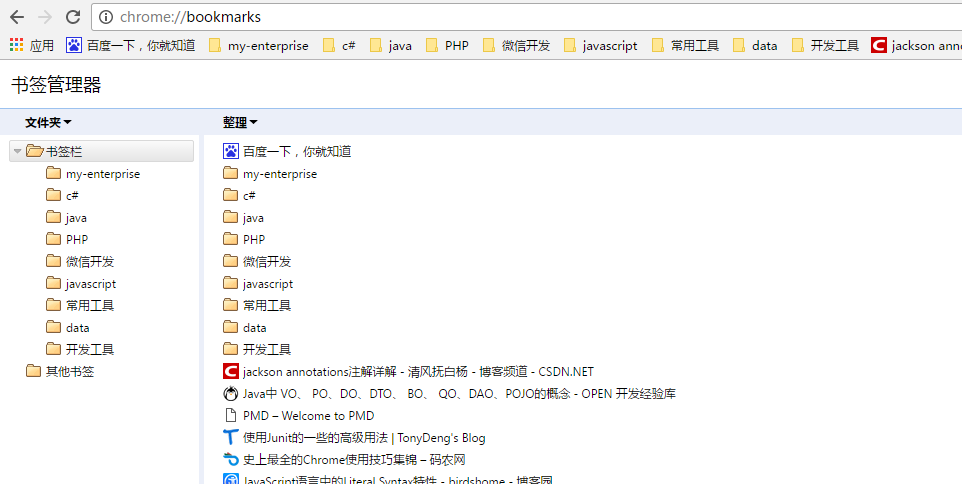 chrome://bookmarks
应用 百度一下，你就知道 my-enterprise c# java PHP 微信开发 javascript 常用工具 data 开发工具 jackson anno
书签管理器
文件夹 整理
书签栏
my-enterprise
c#
java
PHP
微信开发
javascript
常用工具
data
开发工具
其他书签
百度一下，你就知道
my-enterprise
c#
java
PHP
微信开发
javascript
常用工具
data
开发工具
jackson annotations注解详解 - 清风抚白杨 - 博客频道 - CSDN.NET
Java中 VO、 PO、DO、DTO、 BO、 QO、DAO、POJO的概念 - OPEN 开发经验库
PMD – Welcome to PMD
使用Junit的一些的高级用法 | TonyDeng's Blog
史上最全的Chrome使用技巧集锦 – 码农网
JavaScript语言中的Literal Syntax特性 - birdshome - 博客园